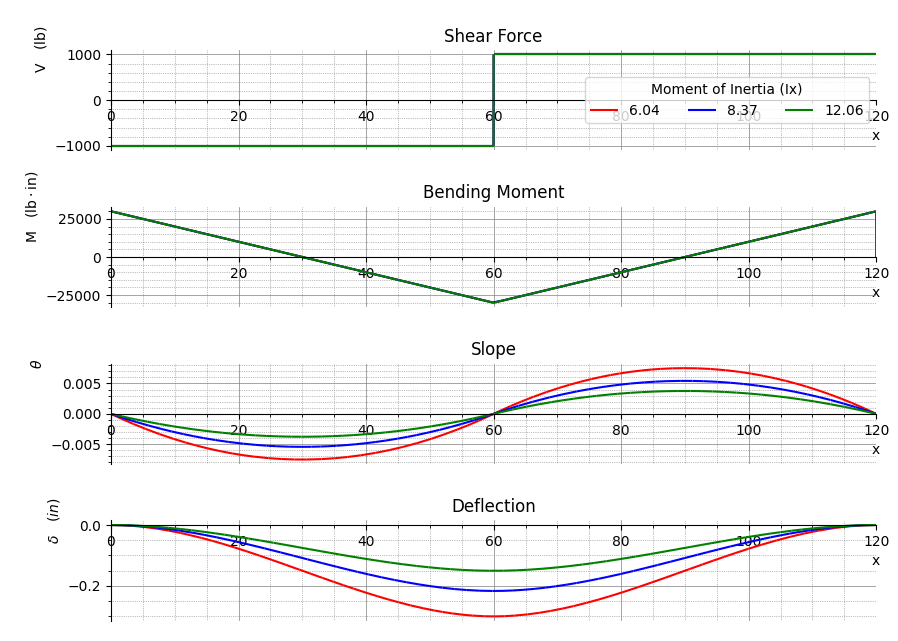 Shear Force
V (lb)
1000
0
−1000
0 20 40 60 80 100 120
x
Moment of Inertia (Ix)
6.04 8.37 12.06
Bending Moment
M (lb · in)
25000
0
−25000
0 20 40 60 80 100 120
x
Slope
θ
0.005
0.000
−0.005
0 20 40 60 80 100 120
x
Deflection
δ (in)
0.0
−0.2
0 20 40 60 80 100 120
x